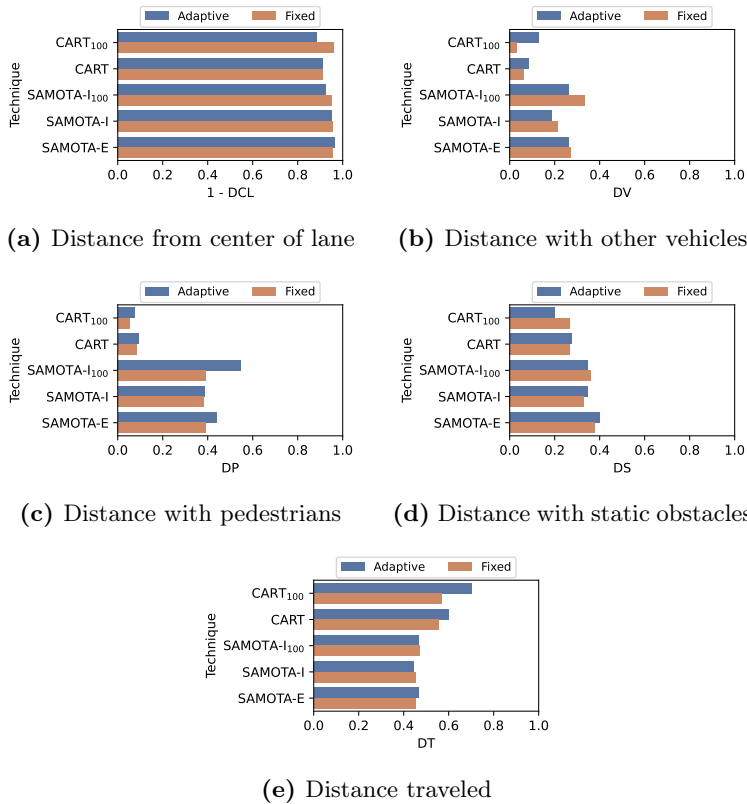 Adaptive Fixed Adaptive Fixed
CART₁₀₀ CART₁₀₀
CART CART
Technique SAMOTA-I₁₀₀ Technique SAMOTA-I₁₀₀
SAMOTA-I SAMOTA-I
SAMOTA-E SAMOTA-E
0.0 0.2 0.4 0.6 0.8 1.0 0.0 0.2 0.4 0.6 0.8 1.0
1 - DCL DV
(a) Distance from center of lane (b) Distance with other vehicles
Adaptive Fixed Adaptive Fixed
CART₁₀₀ CART₁₀₀
CART CART
Technique SAMOTA-I₁₀₀ Technique SAMOTA-I₁₀₀
SAMOTA-I SAMOTA-I
SAMOTA-E SAMOTA-E
0.0 0.2 0.4 0.6 0.8 1.0 0.0 0.2 0.4 0.6 0.8 1.0
DP DS
(c) Distance with pedestrians (d) Distance with static obstacles
Adaptive Fixed
CART₁₀₀
CART
Technique SAMOTA-I₁₀₀
SAMOTA-I
SAMOTA-E
0.0 0.2 0.4 0.6 0.8 1.0
DT
(e) Distance traveled